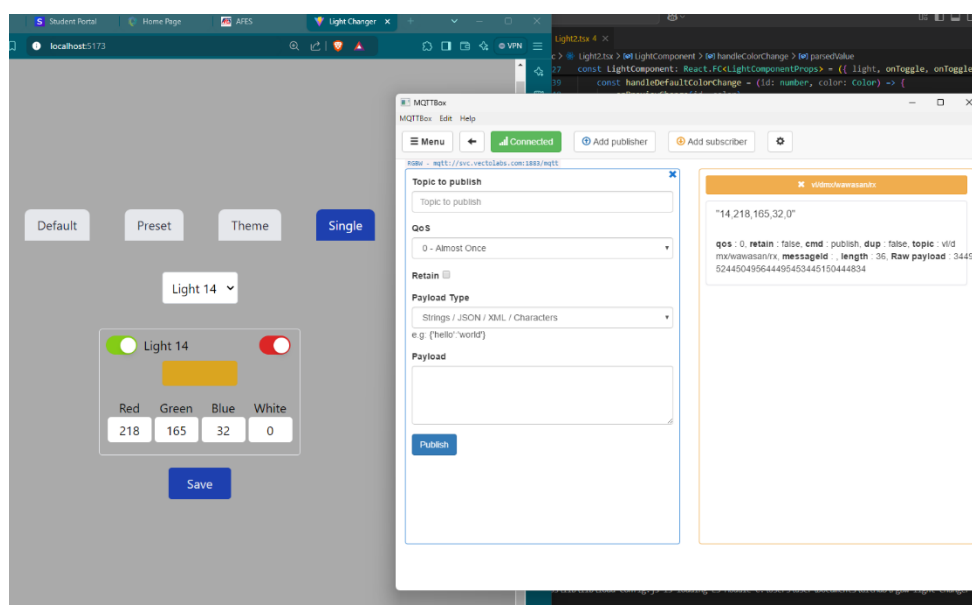 S Student Portal
Home Page
AFES
Light Changer
localhost:5173
VPN
Default
Preset
Theme
Single
Light 14
Light 14
Red Green Blue White
218 165 32 0
Save
Light2.tsx 4
Light2.tsx > LightComponent > handleColorChange > parsedValue
27 const LightComponent: React.FC<LightComponentProps> = ({ light, onToggle, onToggle
39 const handleDefaultColorChange = (id: number, color: Color) => {
MQTTBox
MQTTBox Edit Help
Menu
Connected
Add publisher
Add subscriber
RGBW - mqtt://svc.vectolabs.com:1883/mqtt
Topic to publish
Topic to publish
QoS
0 - Almost Once
Retain
Payload Type
Strings / JSON / XML / Characters
e.g: {'hello':'world'}
Payload
Publish
vl/dmx/wawasan/rx
"14,218,165,32,0"
qos : 0, retain : false, cmd : publish, dup : false, topic : vl/d
mx/wawasan/rx, messageId : , length : 36, Raw payload : 3449
524450495644495453445150444834